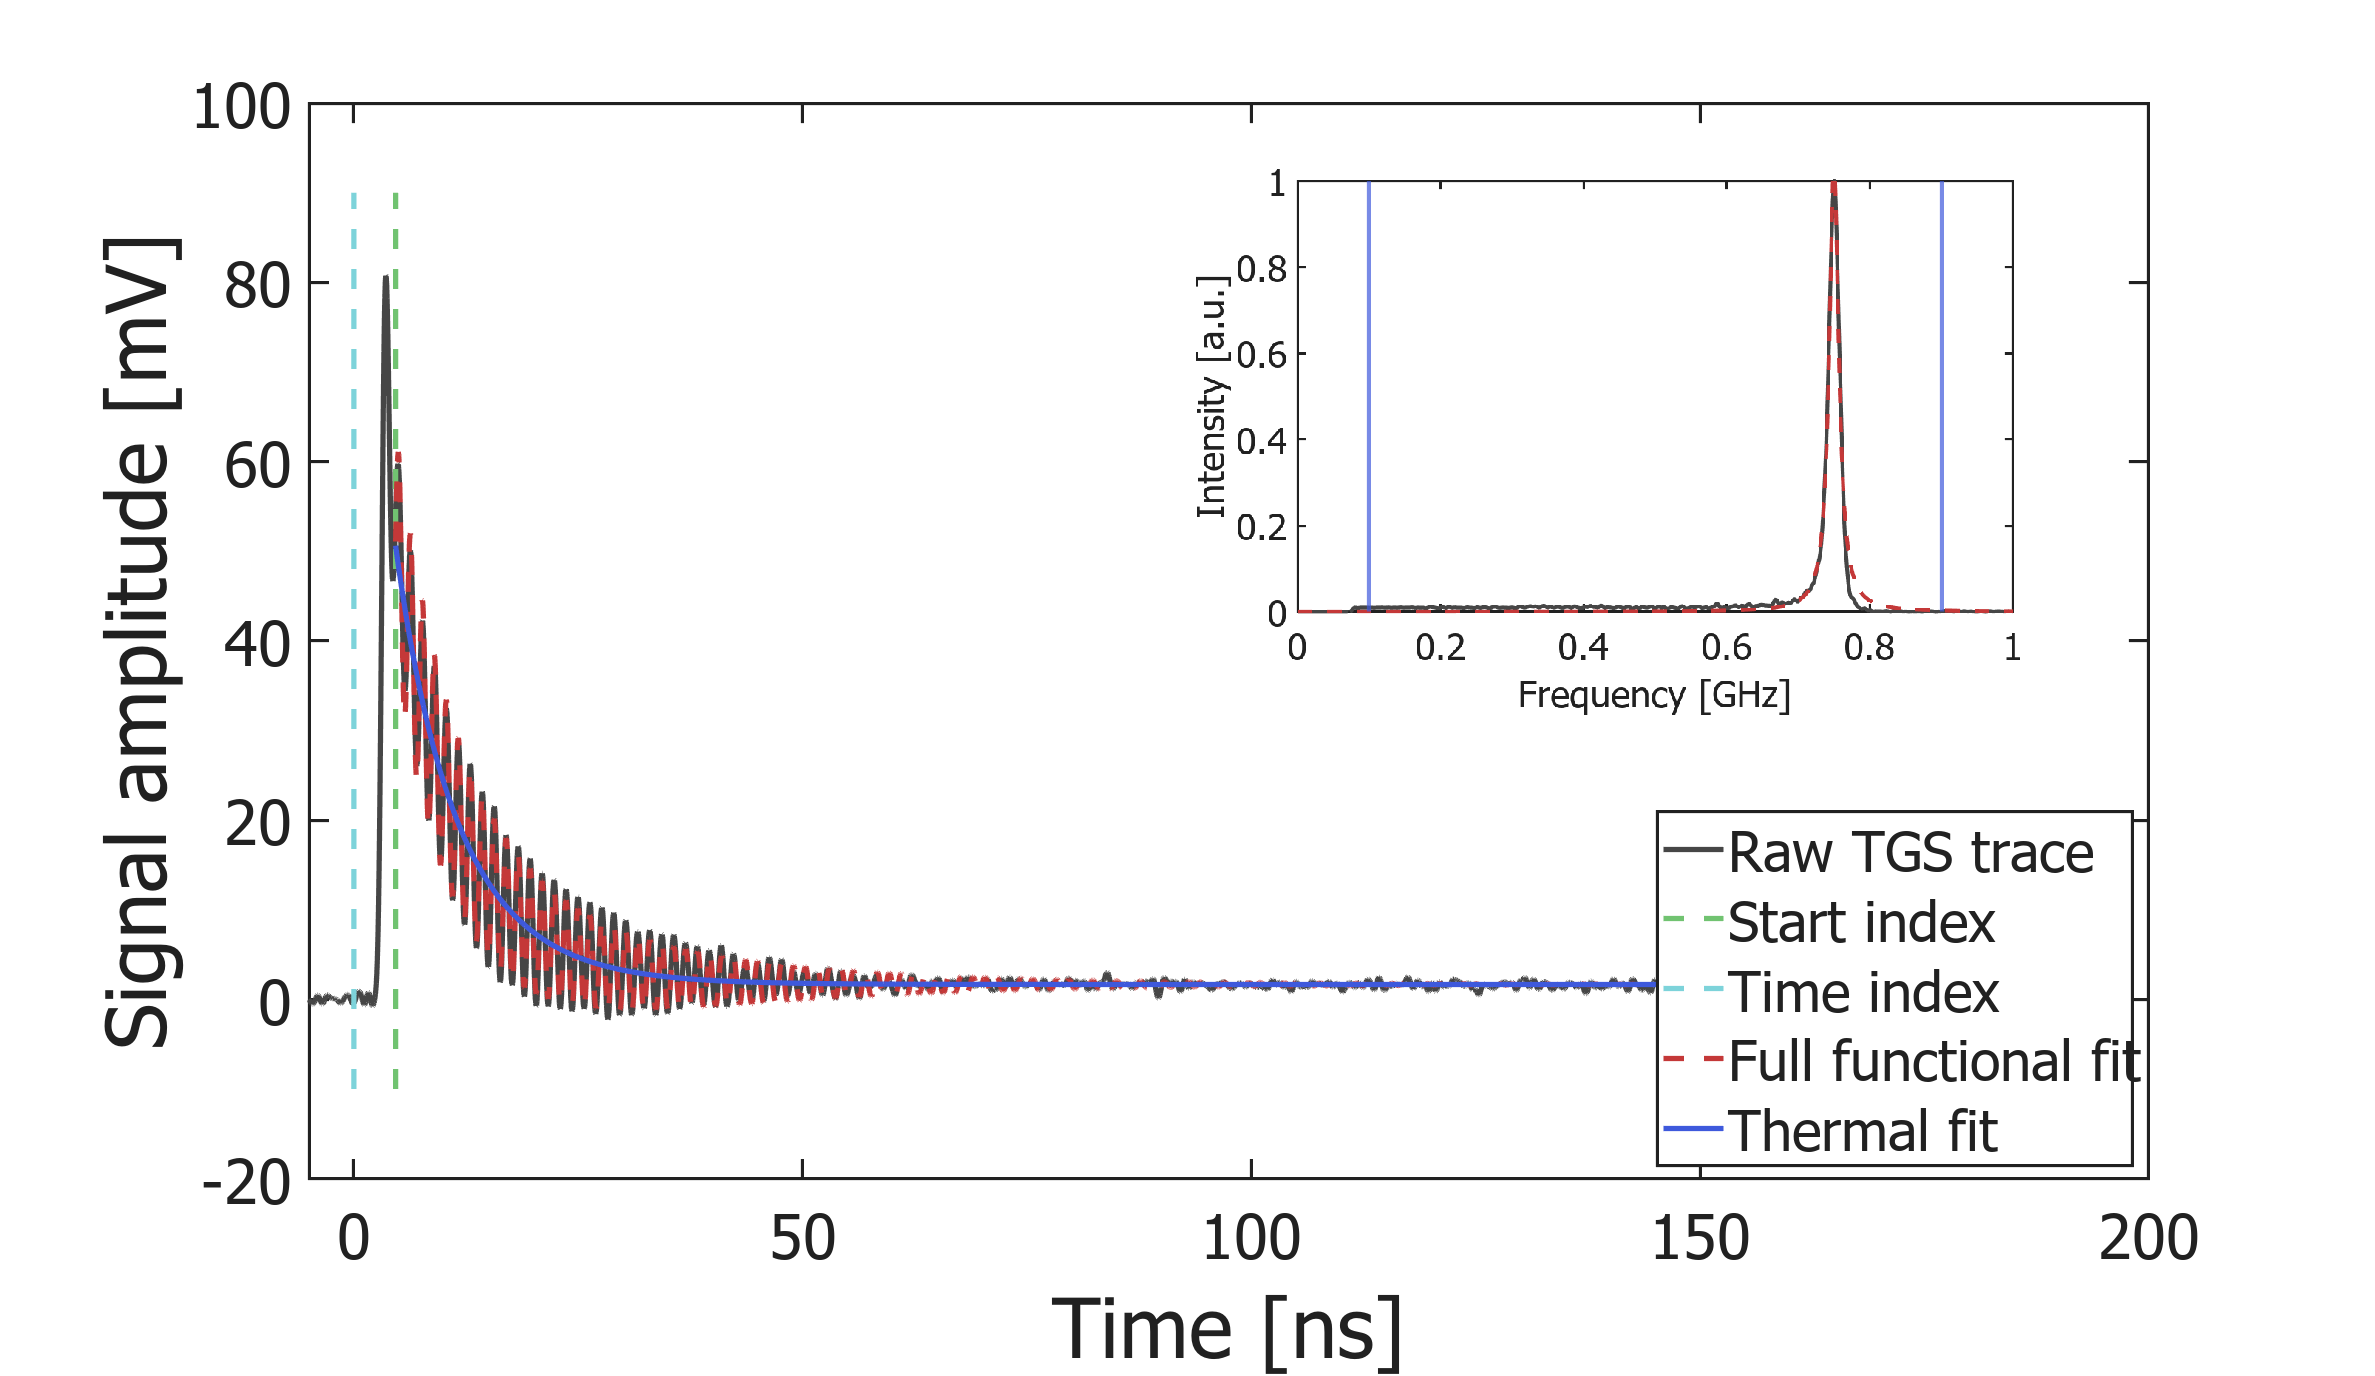 100
80
60
40
20
0
-20
Signal amplitude [mV]
0
50
100
150
200
Time [ns]
1
0.8
0.6
0.4
0.2
0
Intensity [a.u.]
0
0.2
0.4
0.6
0.8
1
Frequency [GHz]
Raw TGS trace
Start index
Time index
Full functional fit
Thermal fit